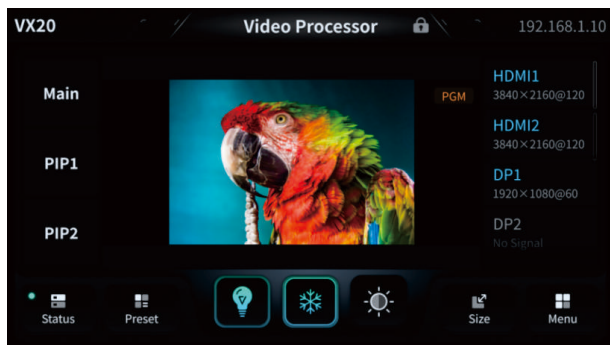 VX20
Video Processor
192.168.1.10
Main
PIP1
PIP2
PGM
HDMI1
3840×2160@120
HDMI2
3840×2160@120
DP1
1920×1080@60
DP2
No Signal
Status
Preset
Size
Menu